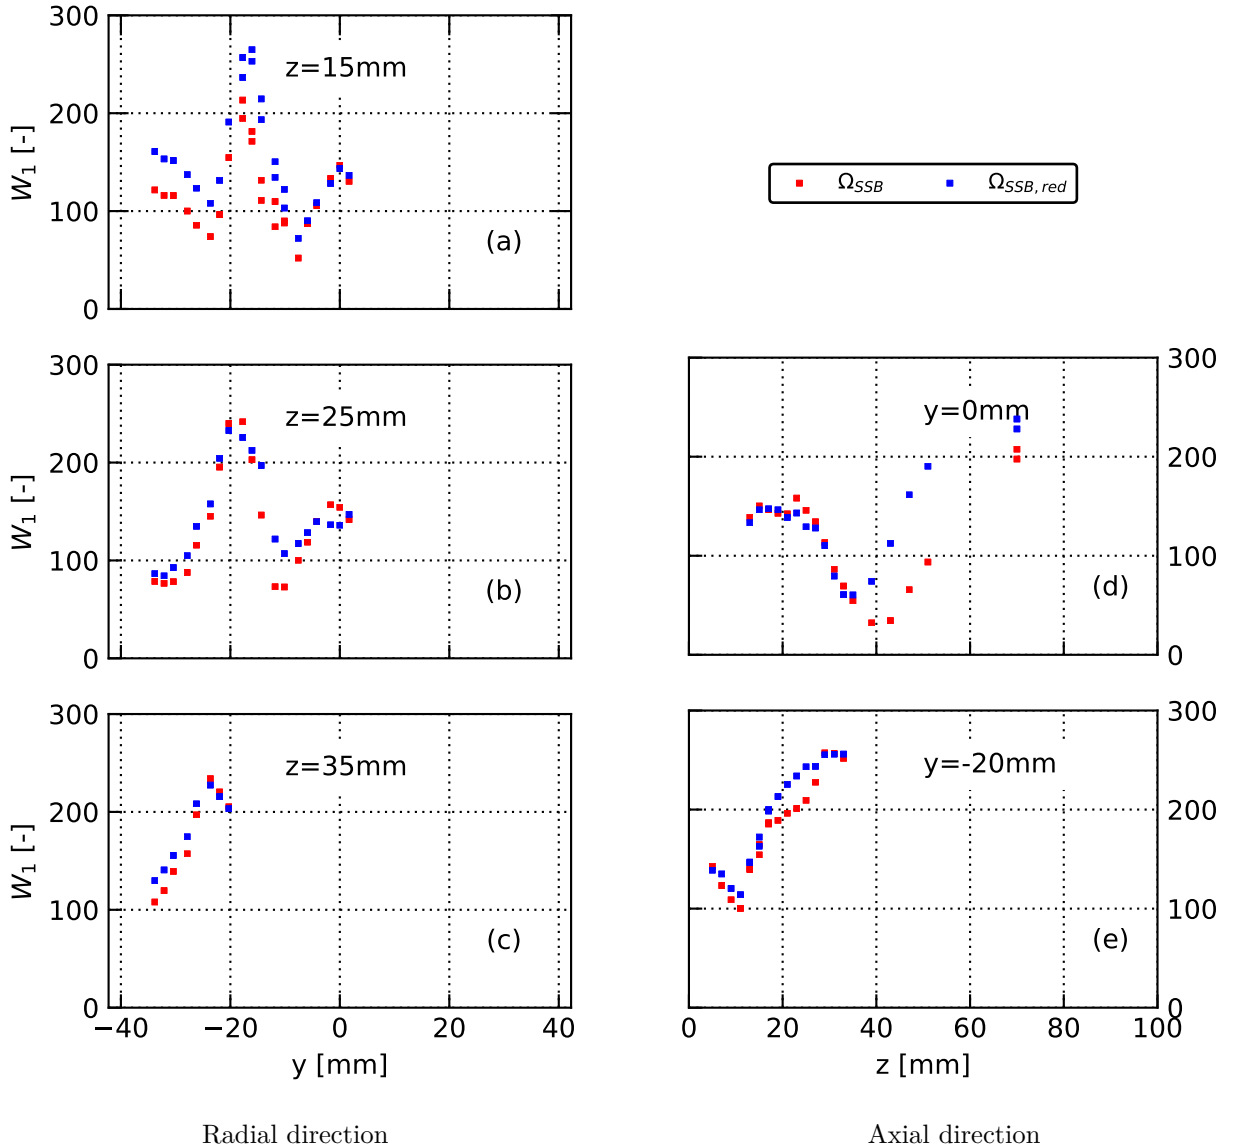 300
200
100
0
W1 [-]
z=15mm
(a)
ΩSSB
ΩSSB, red
300
200
100
0
W1 [-]
z=25mm
(b)
300
200
100
0
y=0mm
(d)
300
200
100
0
W1 [-]
z=35mm
(c)
−40 −20 0 20 40
y [mm]
300
200
100
0
y=-20mm
(e)
0 20 40 60 80 100
z [mm]
Radial direction
Axial direction